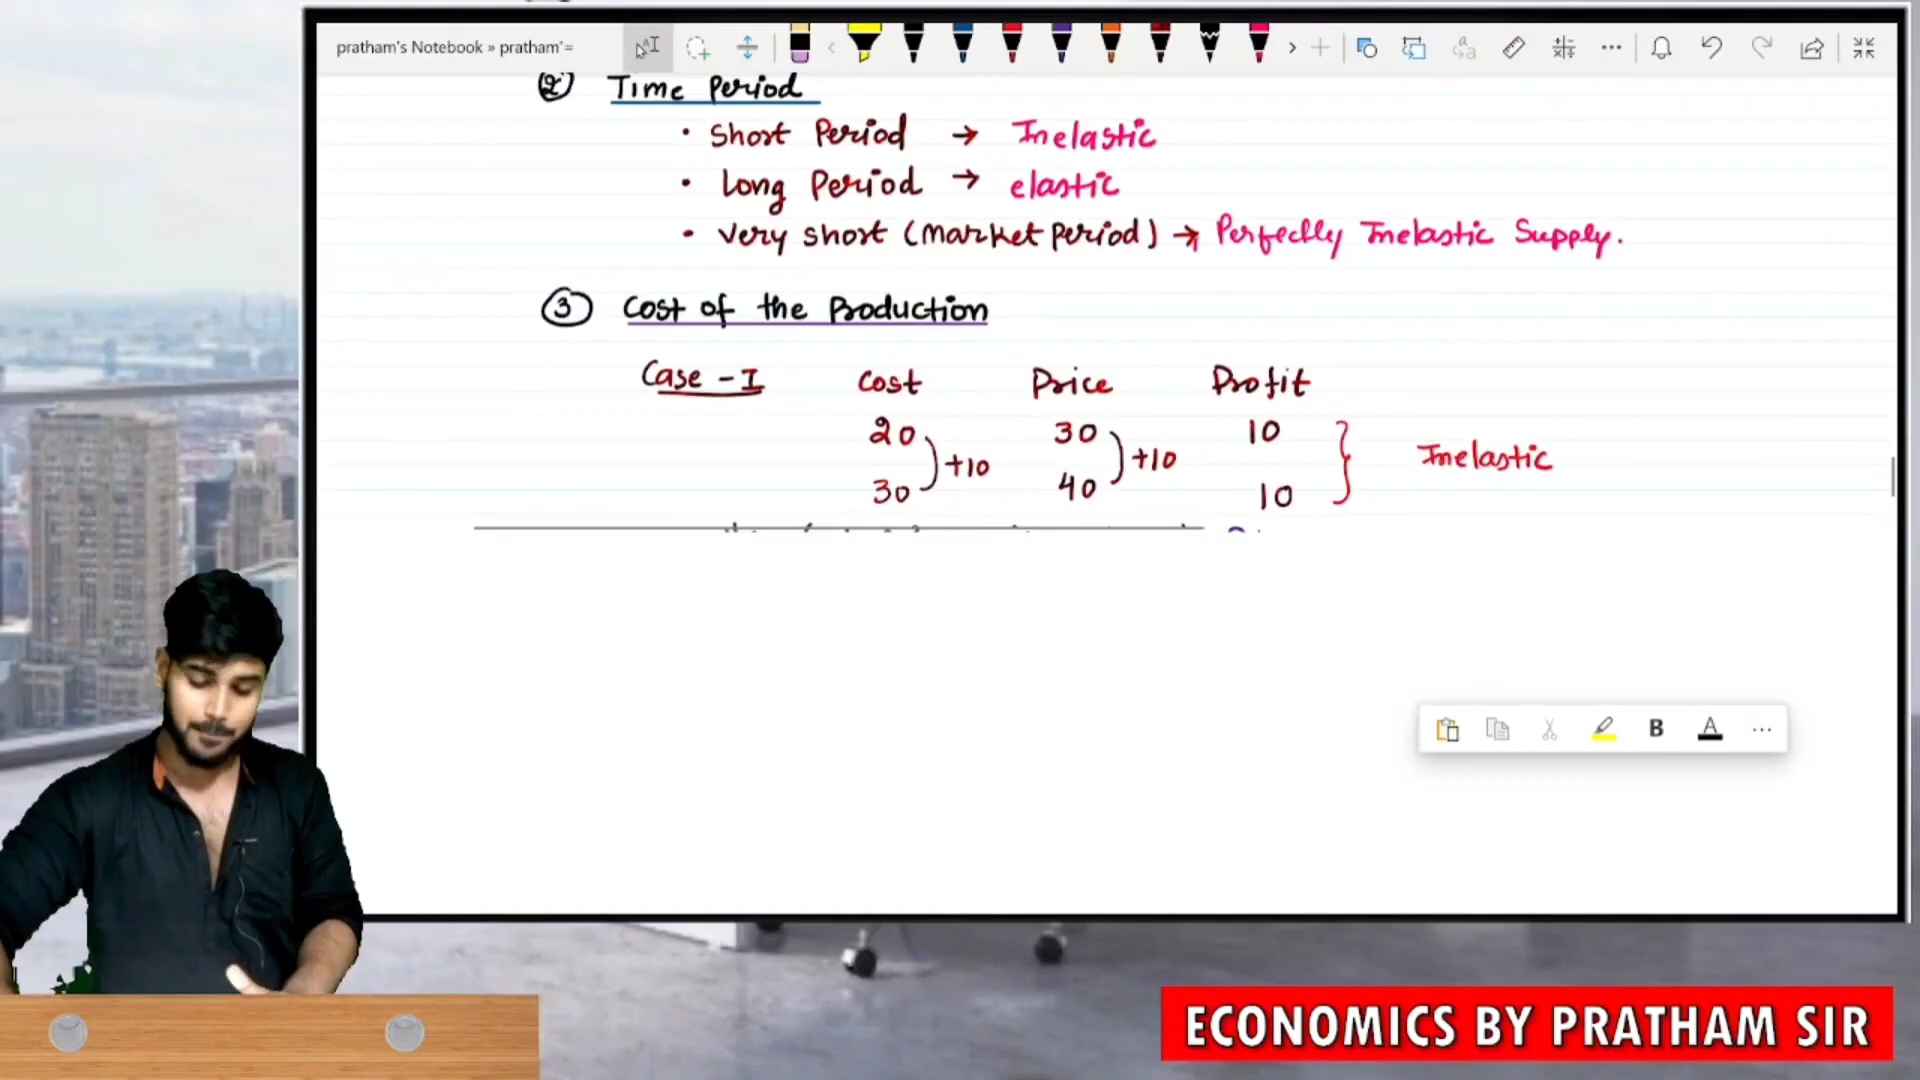 pratham's Notebook » pratham'=
② Time Period
• Short Period → Inelastic
• Long Period → elastic
• Very short (Market period) → Perfectly Inelastic Supply.
③ Cost of the Production
Case - I Cost Price Profit
20 30 10
+10 +10 Inelastic
30 40 10
B A
ECONOMICS BY PRATHAM SIR